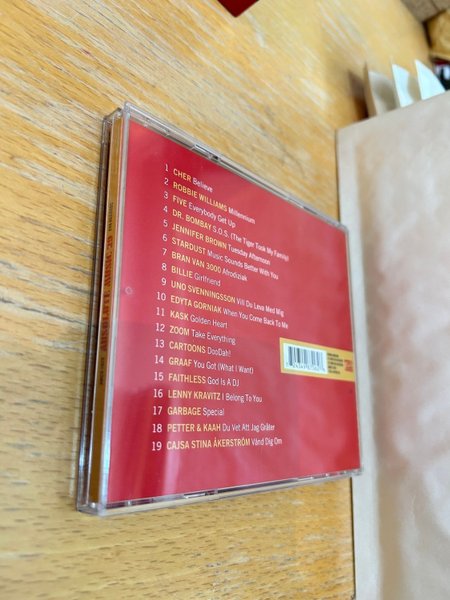 1 CHER Believe
2 ROBBIE WILLIAMS Millennium
3 FIVE Everybody Get Up
4 DR. BOMBAY S.O.S. (The Tiger Took My Family)
5 JENNIFER BROWN Tuesday Afternoon
6 STARDUST Music Sounds Better With You
7 BRAN VAN 3000 Afrodiziak
8 BILLIE Girlfriend
9 UNO SVENNINGSSON Vill Du Leva Med Mig
10 EDYTA GORNIAK When You Come Back To Me
11 KASK Golden Heart
12 ZOOM Take Everything
13 CARTOONS DooDah!
14 GRAAF You Got (What I Want)
15 FAITHLESS God Is A DJ
16 LENNY KRAVITZ I Belong To You
17 GARBAGE Special
18 PETTER & KAAH Du Vet Att Jag Gråter
19 CAJSA STINA ÅKERSTRÖM Vänd Dig Om